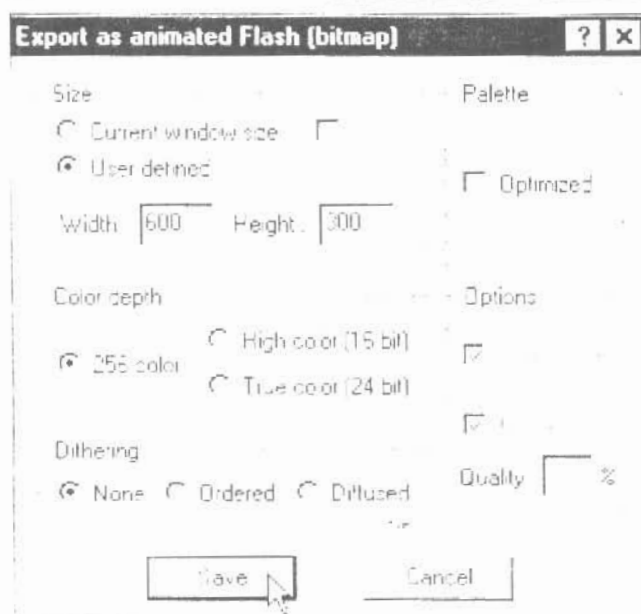 Export as animated Flash (bitmap)
Size
Palette
Current window size
User defined
Optimized
Width 600 Height: 300
Color depth
Options
High color (16 bit)
256 color
True color (24 bit)
Dithering
None Ordered Diffused
Quality %
Save Cancel